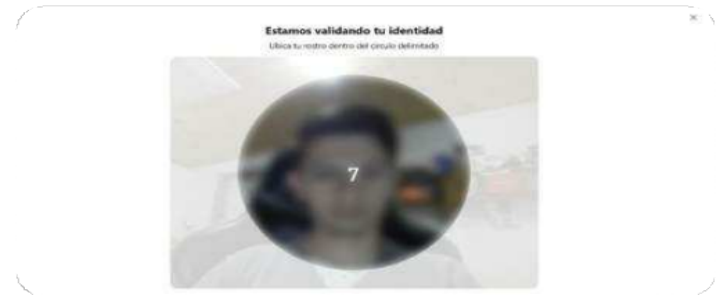 Estamos validando tu identidad
Ubica tu rostro dentro del círculo delimitado
7